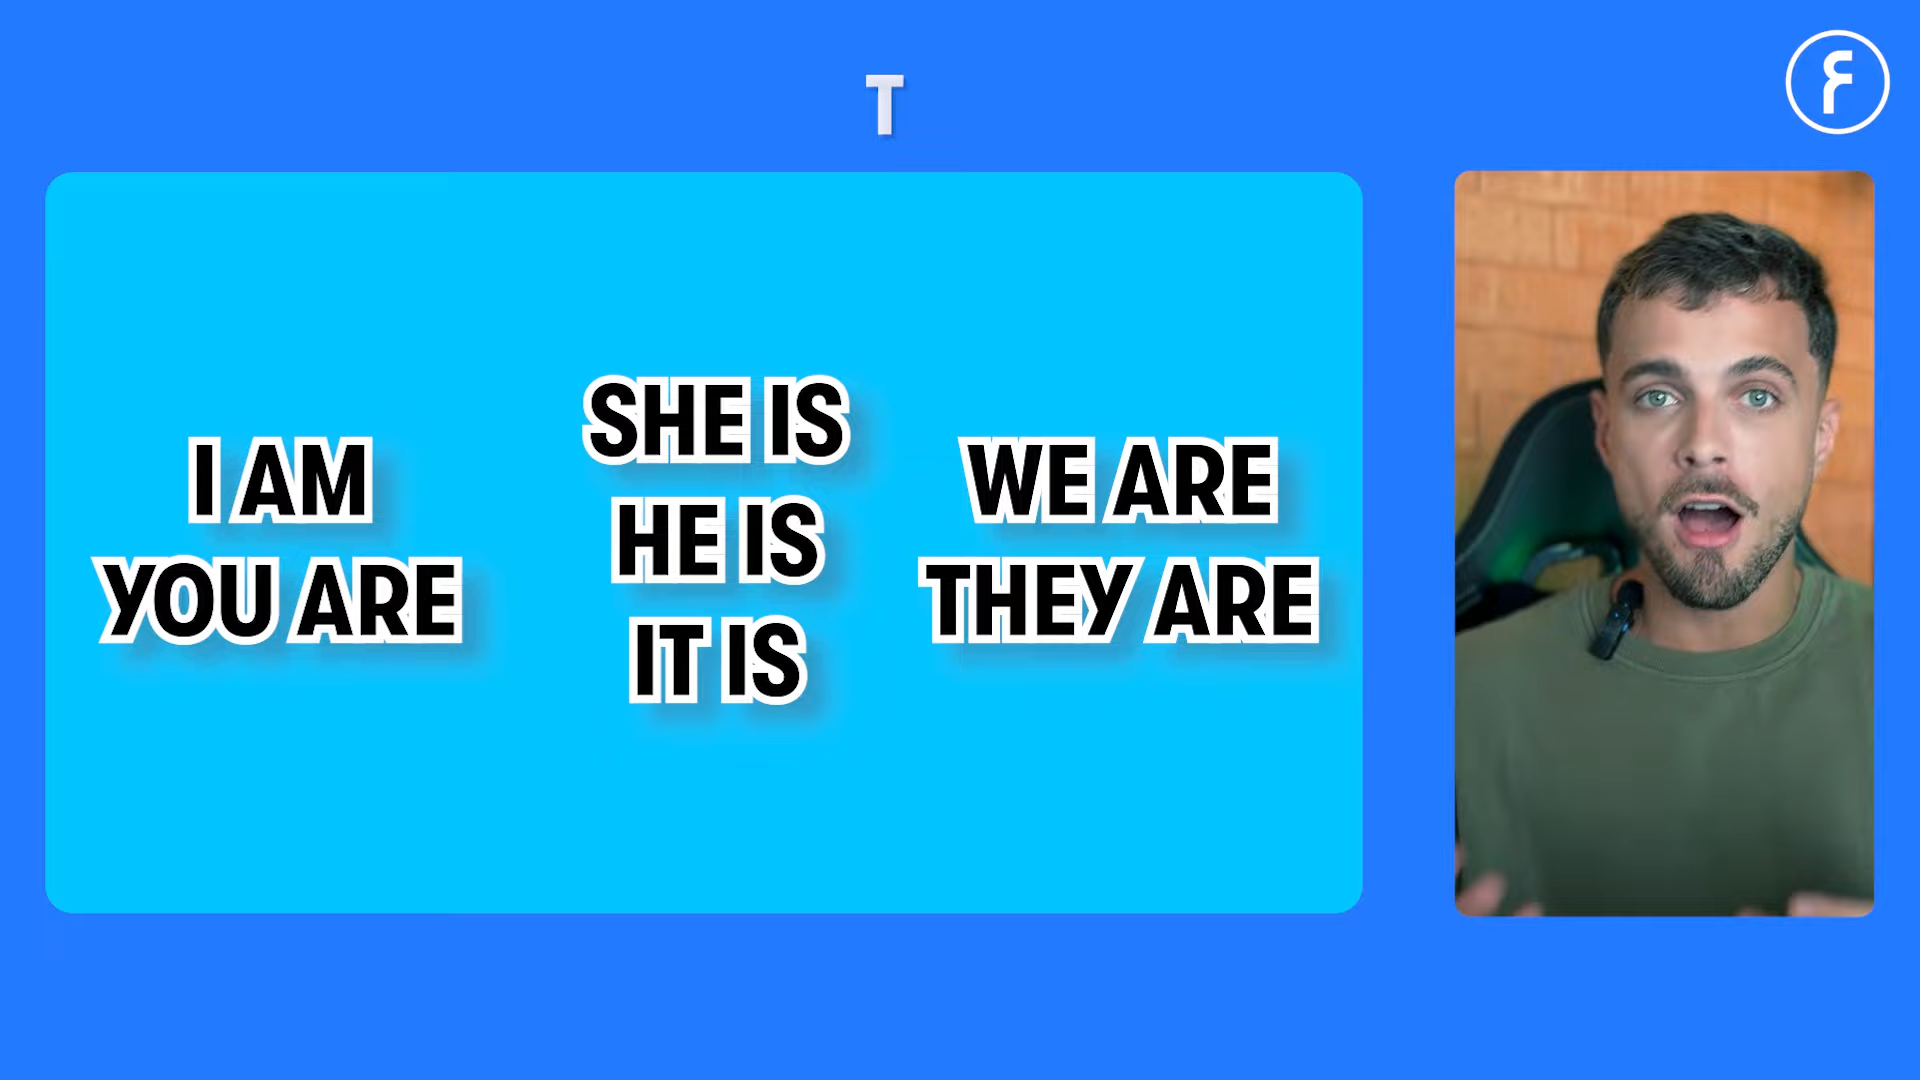 T
I AM
YOU ARE
SHE IS
HE IS
IT IS
WE ARE
THEY ARE